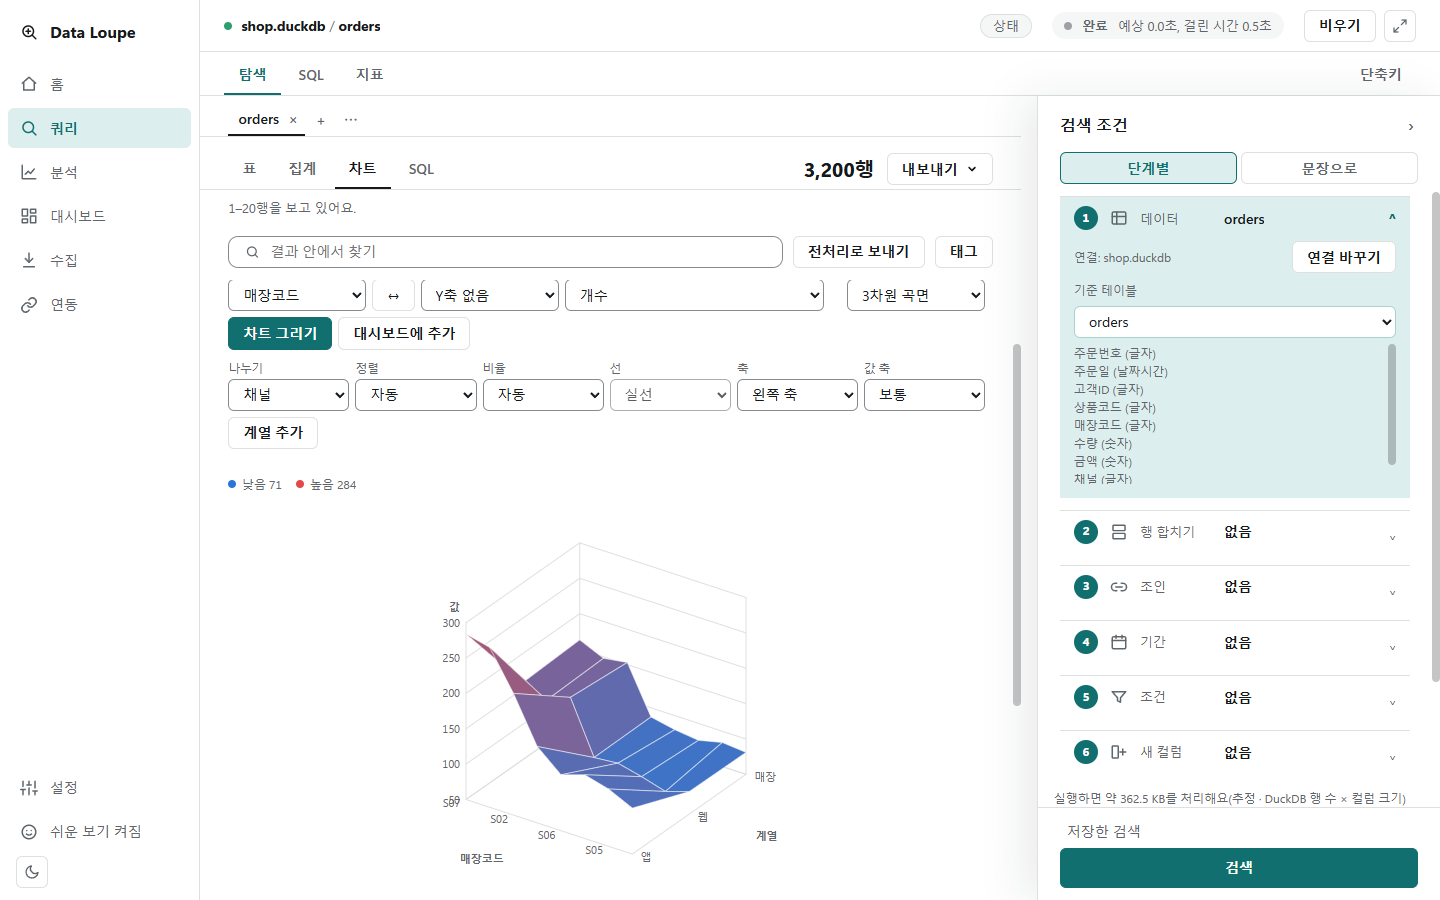 Data Loupe
홈
쿼리
분석
대시보드
수집
연동
설정
쉬운 보기 켜짐
shop.duckdb / orders
상태
완료 예상 0.0초, 걸린 시간 0.5초
비우기
탐색 SQL 지표
단축키
orders × + ···
표 집계 차트 SQL
3,200행
내보내기
1–20행을 보고 있어요.
결과 안에서 찾기
전처리로 보내기
태그
매장코드 ↔ Y축 없음 개수 3차원 곡면
차트 그리기 대시보드에 추가
나누기 정렬 비율 선 축 값 축
채널 자동 자동 실선 왼쪽 축 보통
계열 추가
낮음 71 높음 284
값
300
250
200
150
100
50
S07
S02
S06
S05
매장코드
앱
웹
매장
계열
검색 조건
단계별 문장으로
1 데이터 orders
연결: shop.duckdb
연결 바꾸기
기준 테이블
orders
주문번호 (글자)
주문일 (날짜시간)
고객ID (글자)
상품코드 (글자)
매장코드 (글자)
수량 (숫자)
금액 (숫자)
채널 (글자)
2 행 합치기 없음
3 조인 없음
4 기간 없음
5 조건 없음
6 새 컬럼 없음
실행하면 약 362.5 KB를 처리해요(추정 · DuckDB 행 수 × 컬럼 크기)
저장한 검색
검색